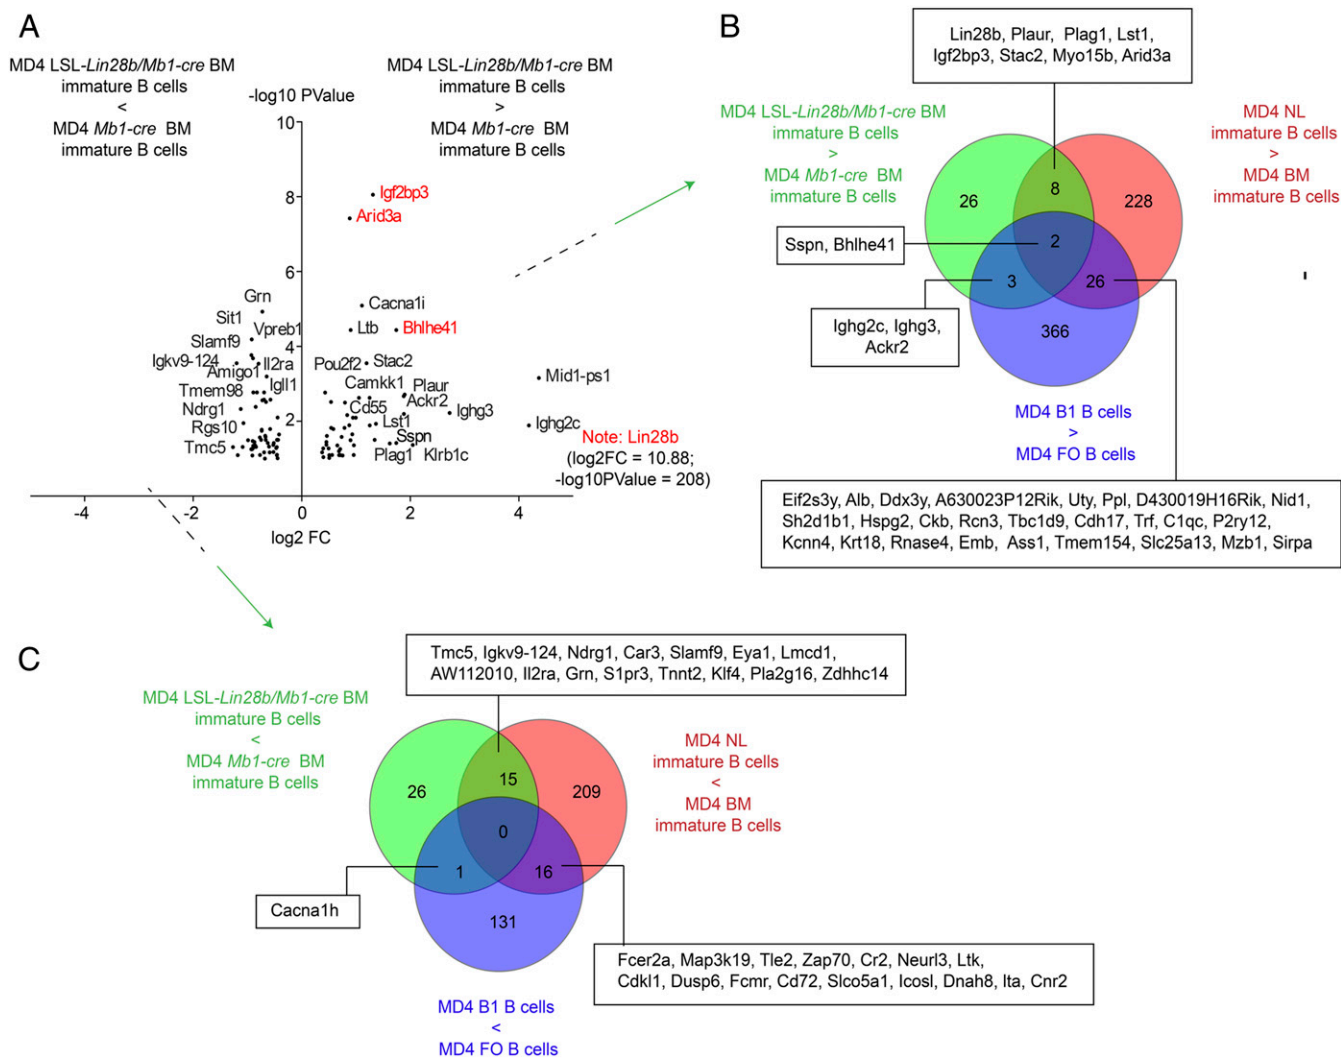 A
MD4 LSL-Lin28b/Mb1-cre BM
immature B cells
<
MD4 Mb1-cre BM
immature B cells
MD4 LSL-Lin28b/Mb1-cre BM
immature B cells
>
MD4 Mb1-cre BM
immature B cells
-log10 PValue
10
8
6
4
2
-4
-2
0
2
4
log2 FC
Igf2bp3
Arid3a
Cacna1i
Ltb
Bhlhe41
Grn
Sit1
Vpreb1
Slamf9
Igkv9-124
Il2ra
Amigo1
Igll1
Tmem98
Ndrg1
Rgs10
Tmc5
Pou2f2
Stac2
Camkk1
Plaur
Ackr2
Cd55
Lst1
Ighg3
Sspn
Plag1
Klrb1c
Mid1-ps1
Ighg2c
Note: Lin28b
(log2FC = 10.88;
-log10PValue = 208)
B
Lin28b, Plaur, Plag1, Lst1,
Igf2bp3, Stac2, Myo15b, Arid3a
MD4 LSL-Lin28b/Mb1-cre BM
immature B cells
>
MD4 Mb1-cre BM
immature B cells
MD4 NL
immature B cells
>
MD4 BM
immature B cells
26
8
228
2
3
26
366
Sspn, Bhlhe41
Ighg2c, Ighg3,
Ackr2
MD4 B1 B cells
>
MD4 FO B cells
Eif2s3y, Alb, Ddx3y, A630023P12Rik, Uty, Ppl, D430019H16Rik, Nid1,
Sh2d1b1, Hspg2, Ckb, Rcn3, Tbc1d9, Cdh17, Trf, C1qc, P2ry12,
Kcnn4, Krt18, Rnase4, Emb, Ass1, Tmem154, Slc25a13, Mzb1, Sirpa
C
Tmc5, Igkv9-124, Ndrg1, Car3, Slamf9, Eya1, Lmcd1,
AW112010, Il2ra, Grn, S1pr3, Tnnt2, Klf4, Pla2g16, Zdhhc14
MD4 LSL-Lin28b/Mb1-cre BM
immature B cells
<
MD4 Mb1-cre BM
immature B cells
MD4 NL
immature B cells
<
MD4 BM
immature B cells
26
15
209
0
1
16
131
Cacna1h
Fcer2a, Map3k19, Tle2, Zap70, Cr2, Neurl3, Ltk,
Cdkl1, Dusp6, Fcmr, Cd72, Slco5a1, Icosl, Dnah8, lta, Cnr2
MD4 B1 B cells
<
MD4 FO B cells